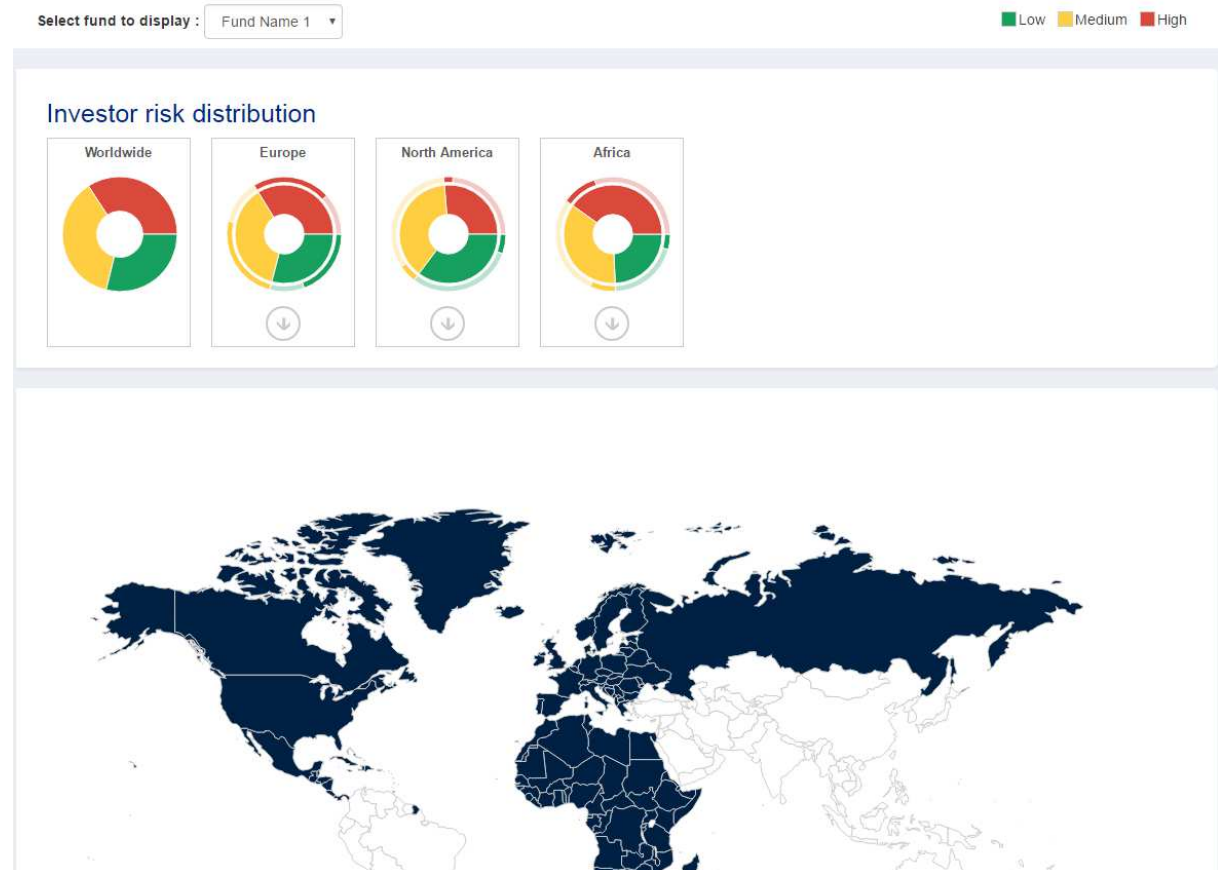 Select fund to display : Fund Name 1
Low Medium High
Investor risk distribution
Worldwide
Europe
North America
Africa